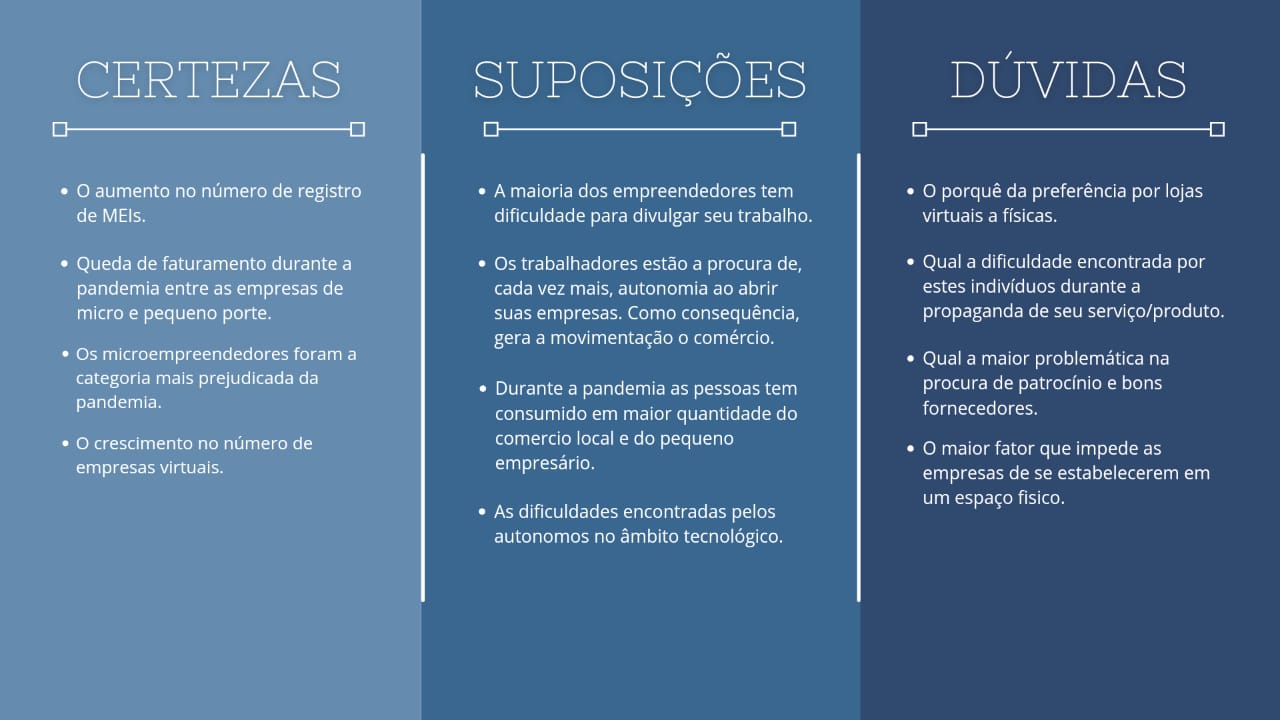 CERTEZAS
O aumento no número de registro
de MEIs.
Queda de faturamento durante a
pandemia entre as empresas de
micro e pequeno porte.
Os microempreendedores foram a
categoria mais prejudicada da
pandemia.
O crescimento no número de
empresas virtuais.
SUPOSIÇÕES
A maioria dos empreendedores tem
dificuldade para divulgar seu trabalho.
Os trabalhadores estão a procura de,
cada vez mais, autonomia ao abrir
suas empresas. Como consequência,
gera a movimentação o comércio.
Durante a pandemia as pessoas tem
consumido em maior quantidade do
comercio local e do pequeno
empresário.
As dificuldades encontradas pelos
autonomos no âmbito tecnológico.
DÚVIDAS
O porquê da preferência por lojas
virtuais a físicas.
Qual a dificuldade encontrada por
estes indivíduos durante a
propaganda de seu serviço/produto.
Qual a maior problemática na
procura de patrocínio e bons
fornecedores.
O maior fator que impede as
empresas de se estabelecerem em
um espaço fisico.